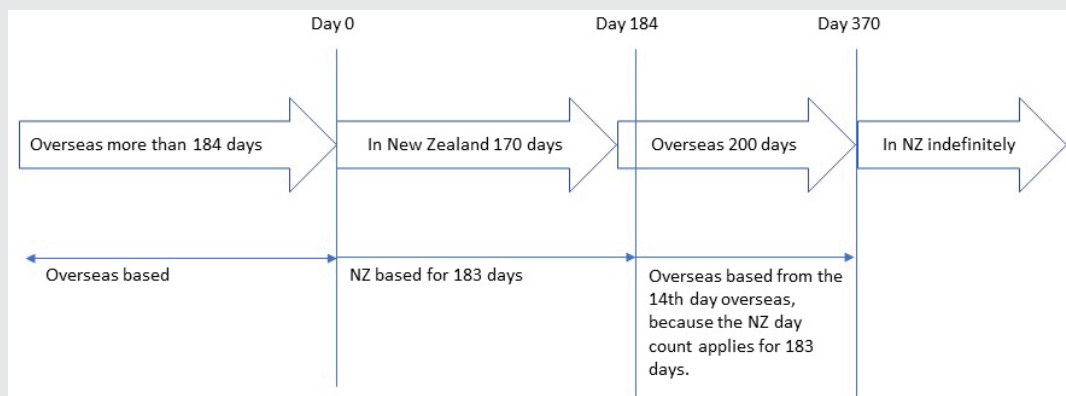 Day 0
Day 184
Day 370
Overseas more than 184 days
In New Zealand 170 days
Overseas 200 days
In NZ indefinitely
Overseas based
NZ based for 183 days
Overseas based from the
14th day overseas,
because the NZ day
count applies for 183
days.